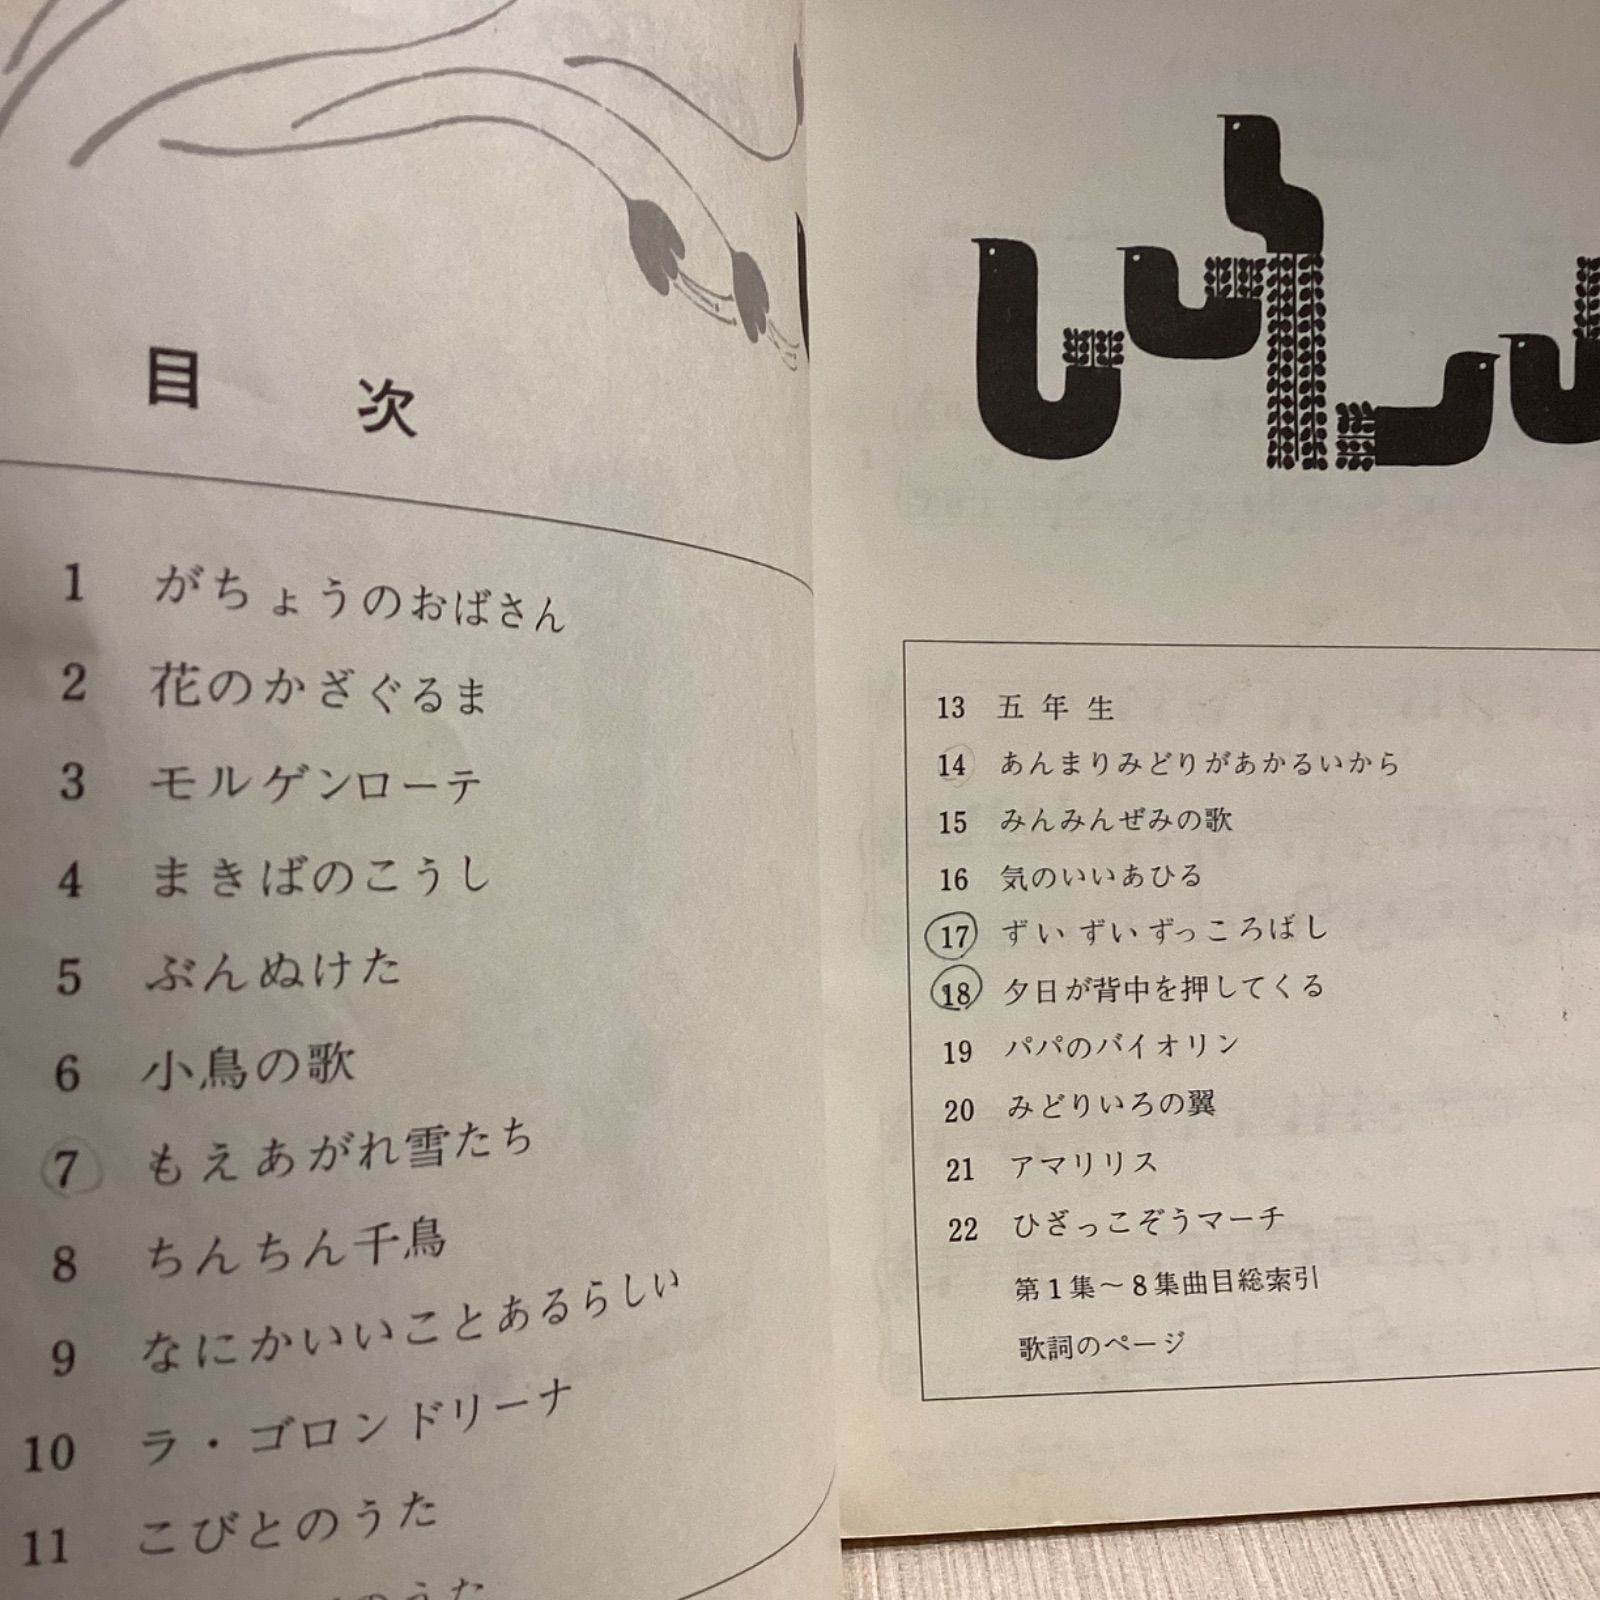 目次
1 がちょうのおばさん
2 花のかざぐるま
3 モルゲンローテ
4 まきばのこうし
5 ぶんぬけた
6 小鳥の歌
7 もえあがれ雪たち
8 ちんちん千鳥
9 なにかいいことあるらしい
10 ラ・ゴロンドリーナ
11 こびとのうた
のうた
13 五年生
14 あんまりみどりがあかるいから
15 みんみんぜみの歌
16 気のいいあひる
17 ずいずいずっころばし
18 夕日が背中を押してくる
19 パパのバイオリン
20 みどりいろの翼
21 アマリリス
22 ひざっこぞうマーチ
第1集～8集曲目総索引
歌詞のページ